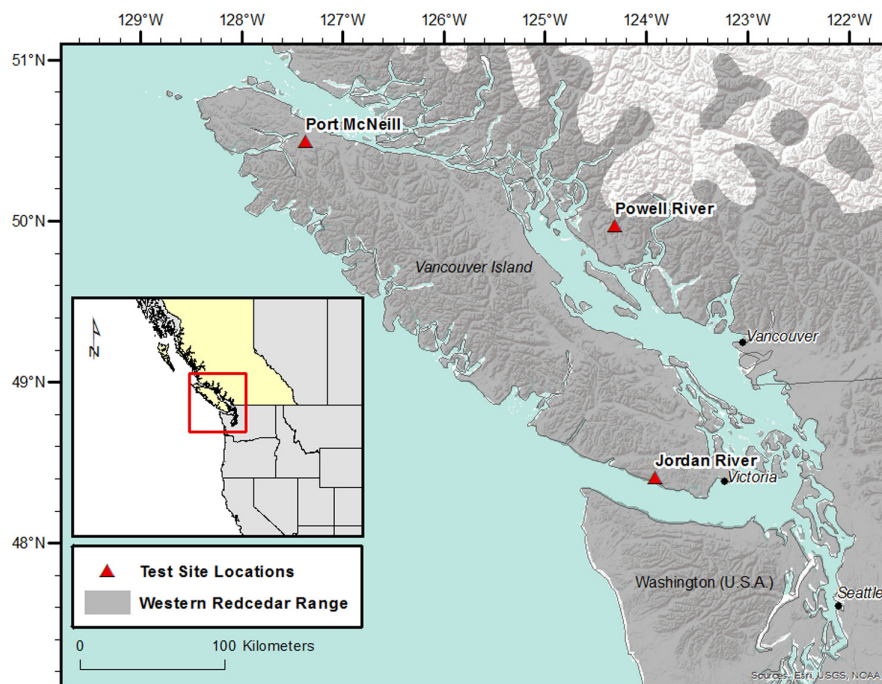 129°W 128°W 127°W 126°W 125°W 124°W 123°W 122°W
51°N
50°N
49°N
48°N
Port McNeill
Powell River
Vancouver Island
Vancouver
Jordan River
Victoria
Washington (U.S.A.)
Seattle
N
Test Site Locations
Western Redcedar Range
0 100 Kilometers
Sources: Esri, USGS, NOAA